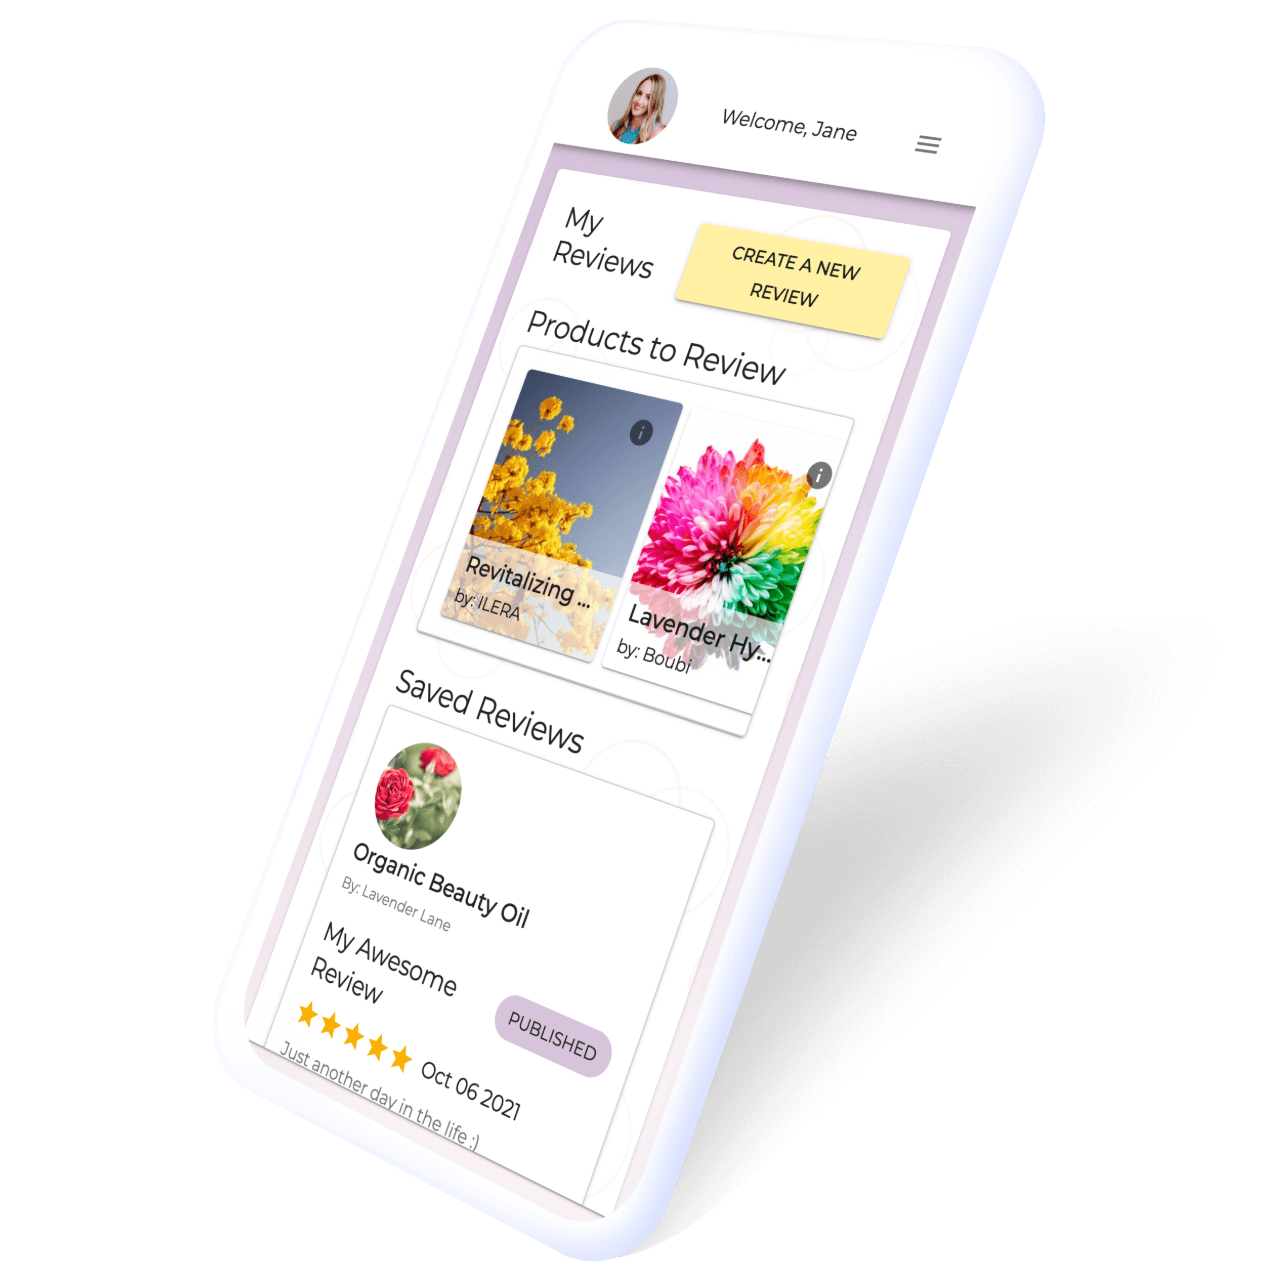 Welcome, Jane
My
Reviews
CREATE A NEW
REVIEW
Products to Review
Revitalizing ...
by: ILERA
Lavender Hy...
by: Boubi
Saved Reviews
Organic Beauty Oil
By: Lavender Lane
My Awesome
Review
PUBLISHED
Oct 06 2021
Just another day in the life :)